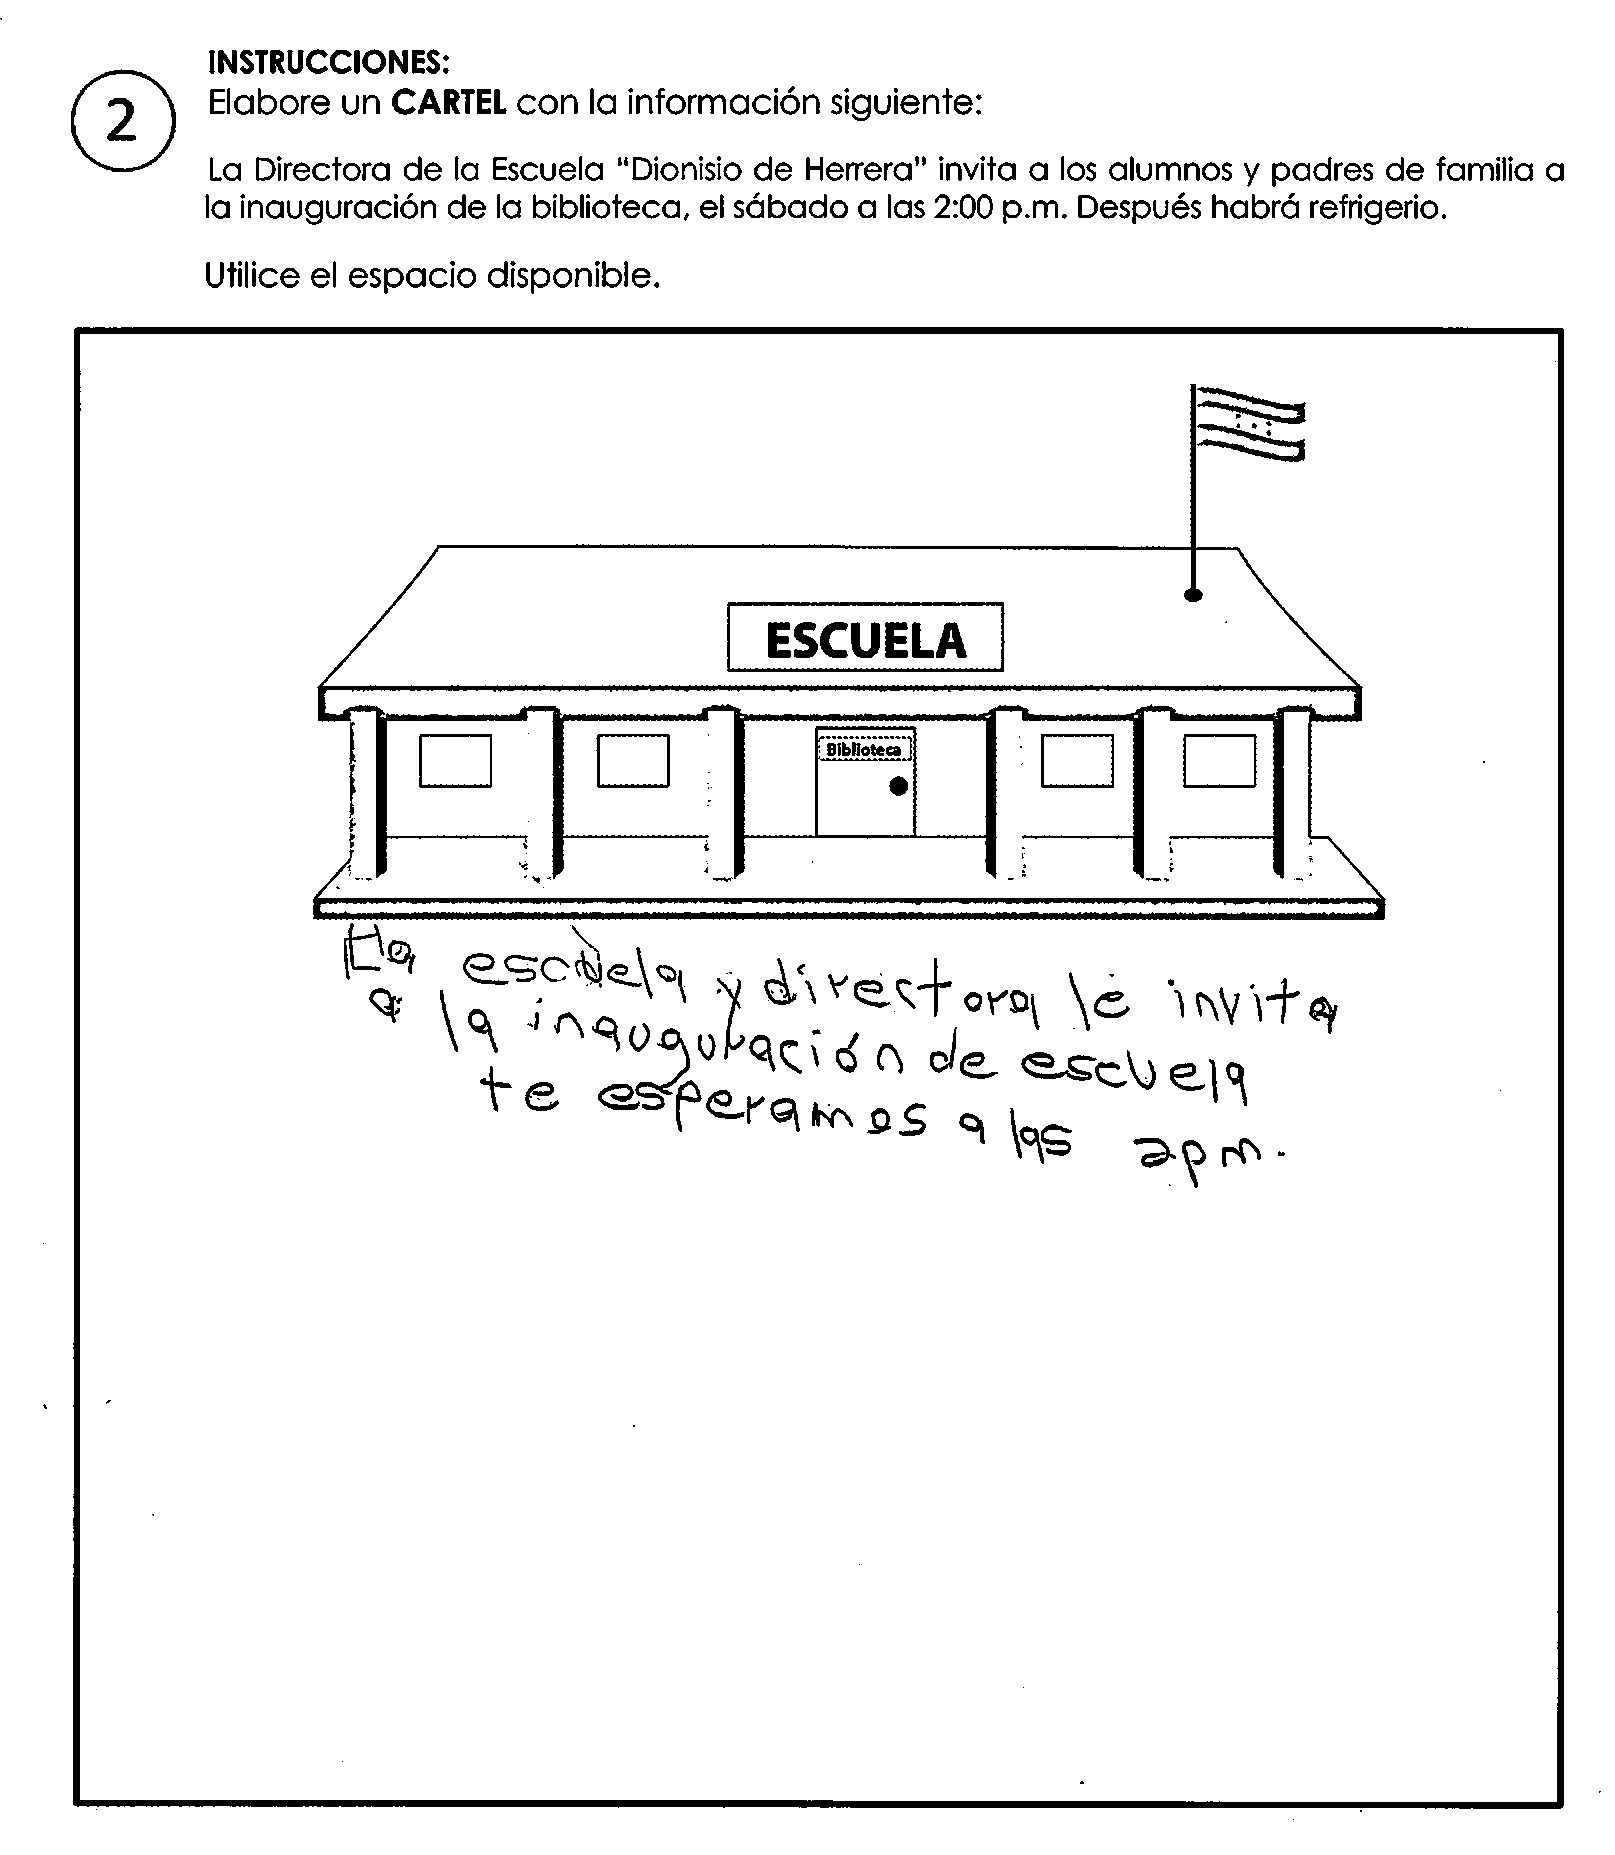 INSTRUCCIONES:
2
Elabore un CARTEL con la información siguiente:
La Directora de la Escuela "Dionisio de Herrera" invita a los alumnos y padres de familia a
la inauguración de la biblioteca, el sábado a las 2:00 p.m. Después habrá refrigerio.
Utilice el espacio disponible.
ESCUELA
Biblioteca
La escuela y directora le invita
a la inauguración de escuela
te esperamos a las 2pm.